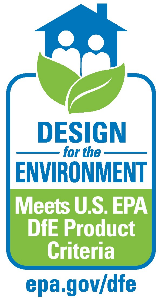 DESIGN
for the
ENVIRONMENT
Meets U.S. EPA
DfE Product
Criteria
epa.gov/dfe